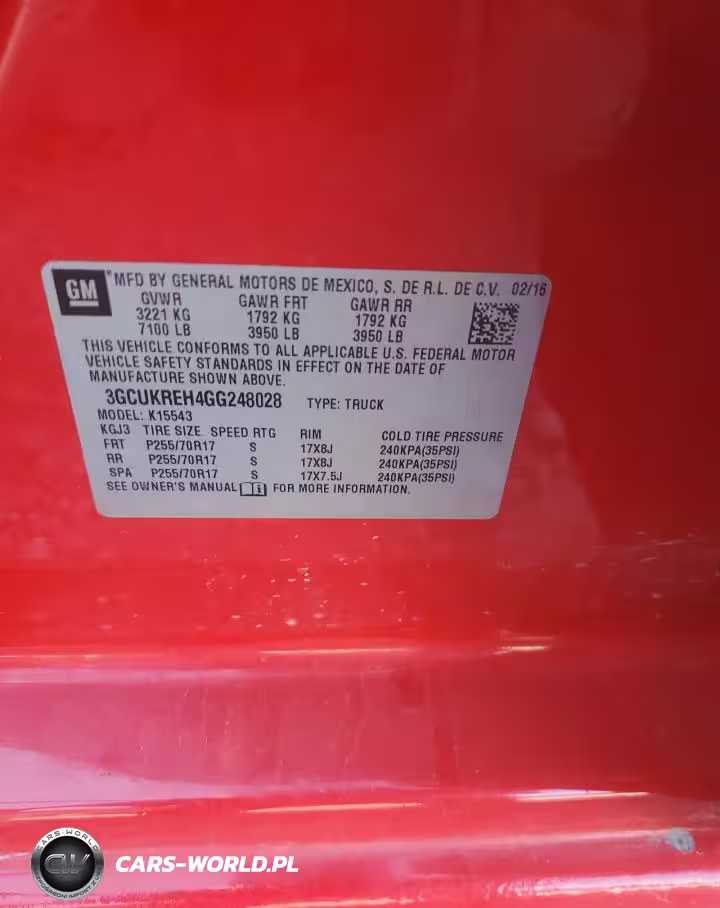 GM
MFD BY GENERAL MOTORS DE MEXICO, S. DE R.L. DE C.V. 02/16
GVWR GAWR FRT GAWR RR
3221 KG 1792 KG 1792 KG
7100 LB 3950 LB 3950 LB
THIS VEHICLE CONFORMS TO ALL APPLICABLE U.S. FEDERAL MOTOR
VEHICLE SAFETY STANDARDS IN EFFECT ON THE DATE OF
MANUFACTURE SHOWN ABOVE.
3GCUKREH4GG248028 TYPE: TRUCK
MODEL: K15543
KGJ3 TIRE SIZE SPEED RTG RIM COLD TIRE PRESSURE
FRT P255/70R17 S 17X8J 240KPA(35PSI)
RR P255/70R17 S 17X8J 240KPA(35PSI)
SPA P255/70R17 S 17X7.5J 240KPA(35PSI)
SEE OWNER'S MANUAL FOR MORE INFORMATION.
CARS-WORLD
CW
CARS-WORLD.PL